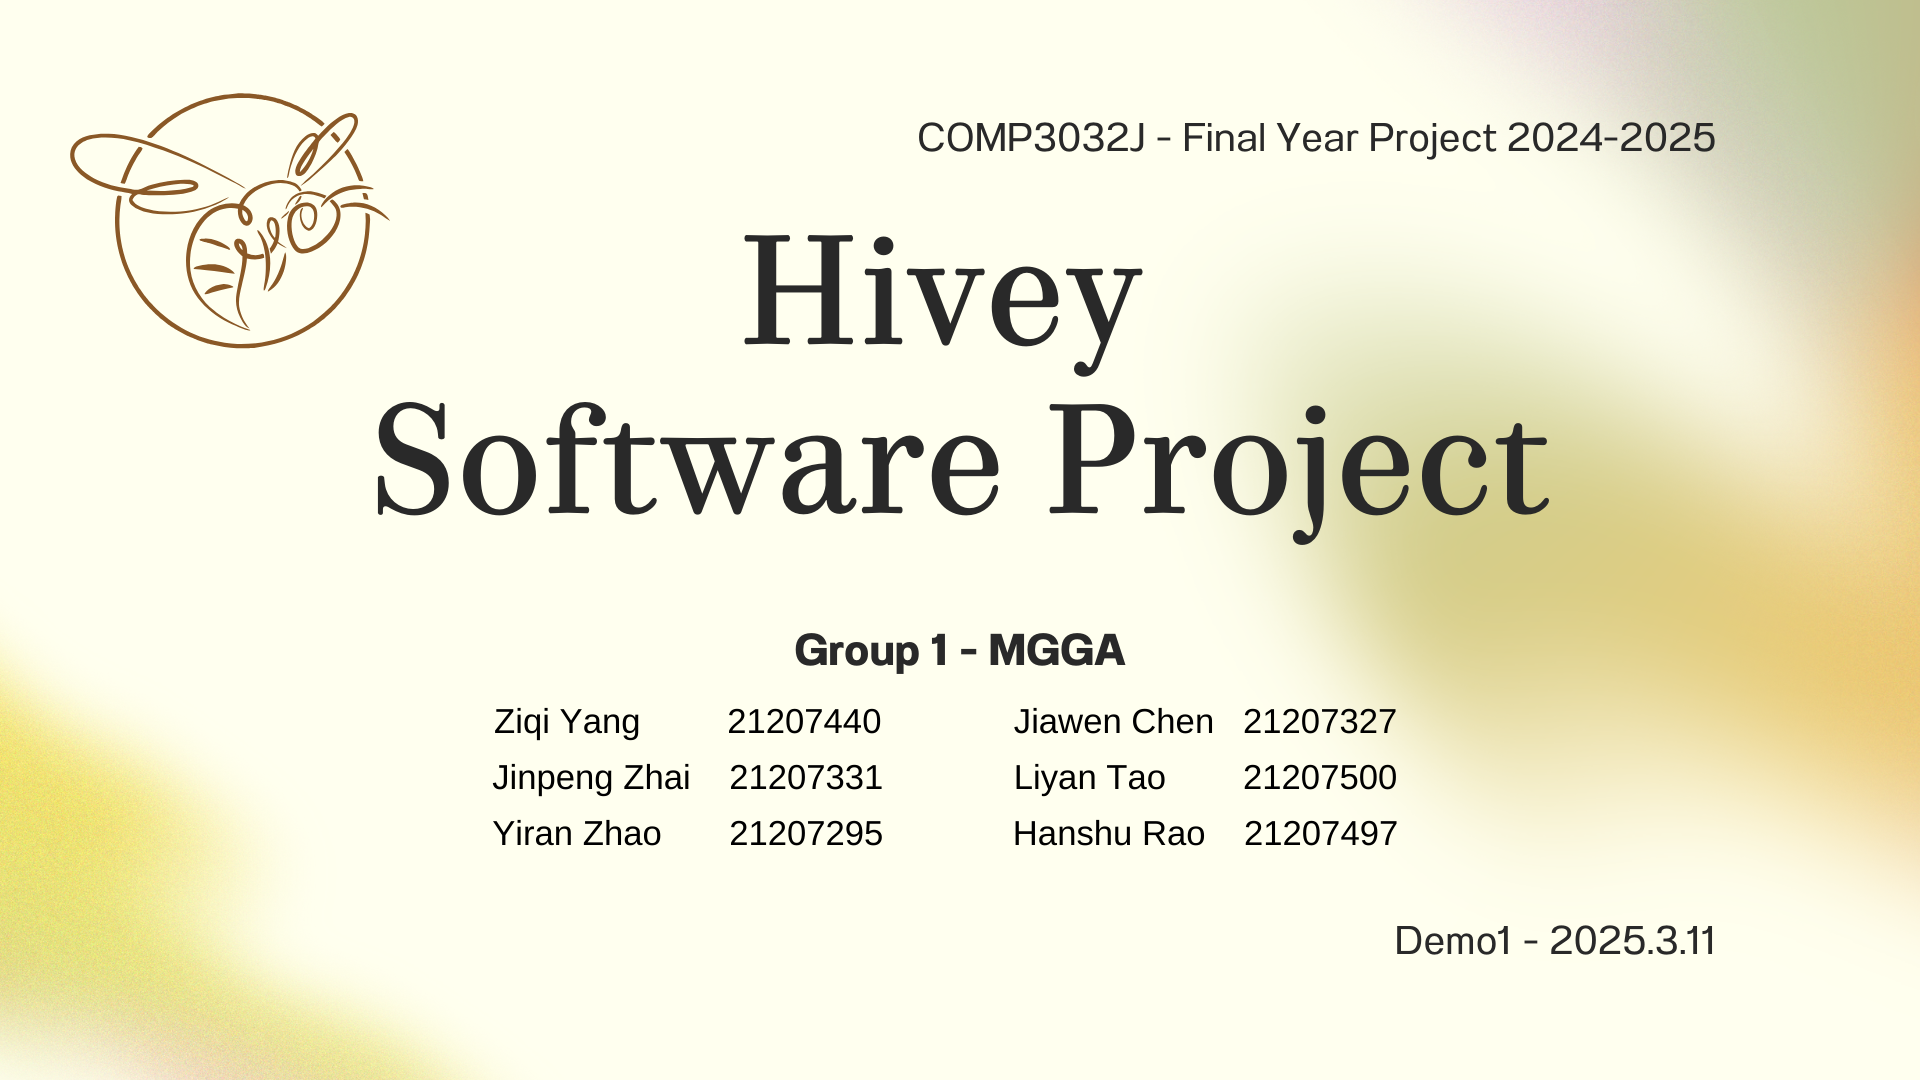 COMP3032J - Final Year Project 2024-2025
Hivey
Software Project
Group 1 - MGGA
Ziqi Yang 21207440 Jiawen Chen 21207327
Jinpeng Zhai 21207331 Liyan Tao 21207500
Yiran Zhao 21207295 Hanshu Rao 21207497
Demo1 - 2025.3.11